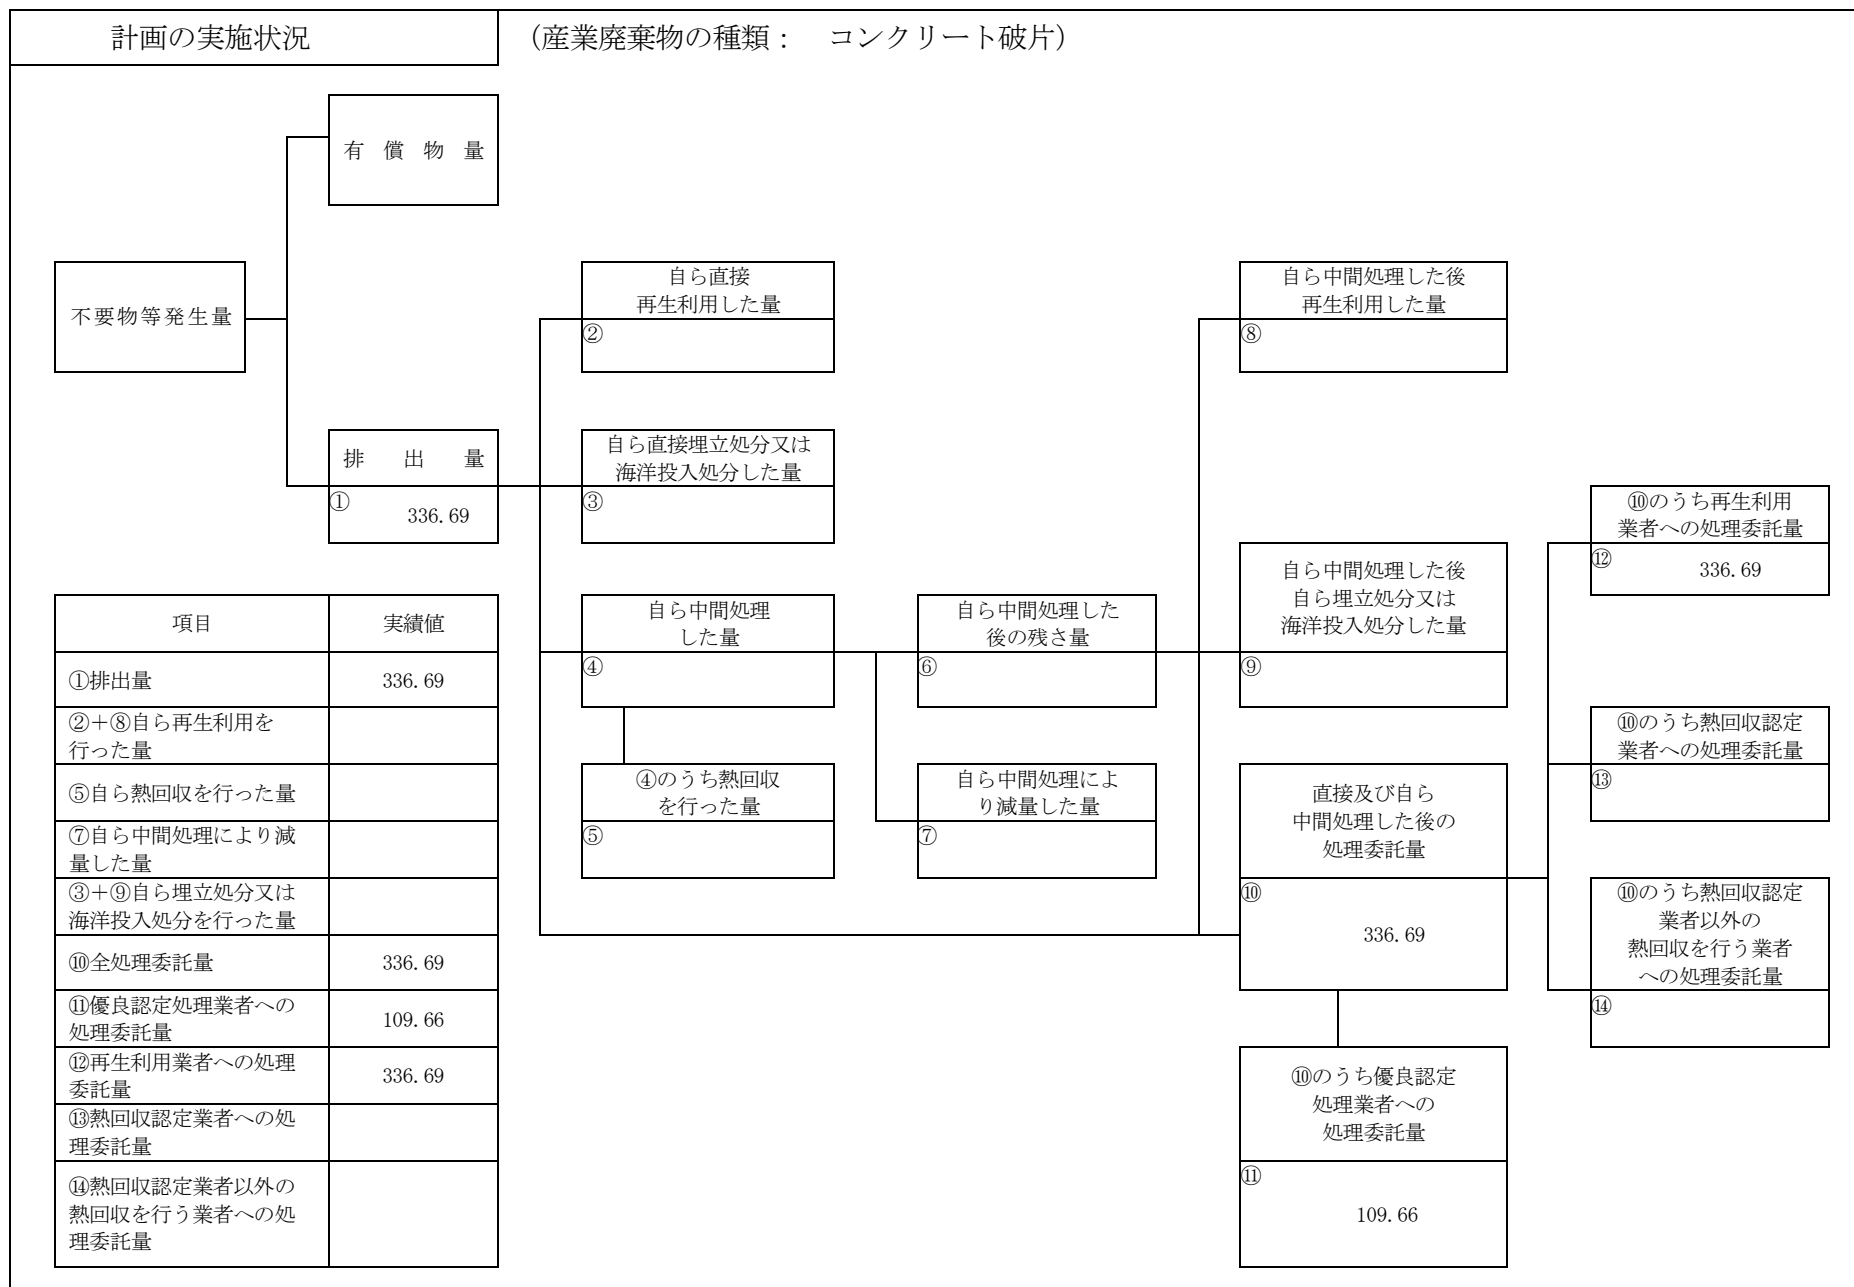 計画の実施状況
（産業廃棄物の種類：　コンクリート破片）
有　償　物　量
不要物等発生量
自ら直接
再生利用した量
②
自ら中間処理した後
再生利用した量
⑧
排　出　量
①
336.69
自ら直接埋立処分又は
海洋投入処分した量
③
⑩のうち再生利用
業者への処理委託量
⑫
336.69
自ら中間処理
した量
④
自ら中間処理した
後の残さ量
⑥
自ら中間処理した後
自ら埋立処分又は
海洋投入処分した量
⑨
⑩のうち熱回収認定
業者への処理委託量
⑬
④のうち熱回収
を行った量
⑤
自ら中間処理によ
り減量した量
⑦
直接及び自ら
中間処理した後の
処理委託量
⑩
336.69
⑩のうち熱回収認定
業者以外の
熱回収を行う業者
への処理委託量
⑭
⑩のうち優良認定
処理業者への
処理委託量
⑪
109.66
項目　実績値
①排出量　336.69
②＋⑧自ら再生利用を
行った量
⑤自ら熱回収を行った量
⑦自ら中間処理により減
量した量
③＋⑨自ら埋立処分又は
海洋投入処分を行った量
⑩全処理委託量　336.69
⑪優良認定処理業者への
処理委託量
109.66
⑫再生利用業者への処理
委託量
336.69
⑬熱回収認定業者への処
理委託量
⑭熱回収認定業者以外の
熱回収を行う業者への処
理委託量